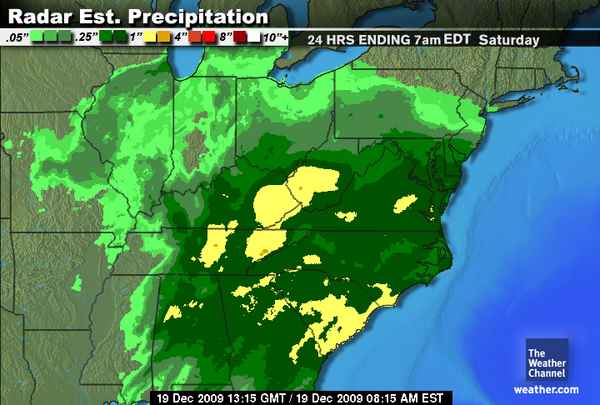 Radar Est. Precipitation
.05" .25" 1" 4" 8" 10"+
24 HRS ENDING 7am EDT Saturday
The
Weather
Channel
weather.com
19 Dec 2009 13:15 GMT / 19 Dec 2009 08:15 AM EST